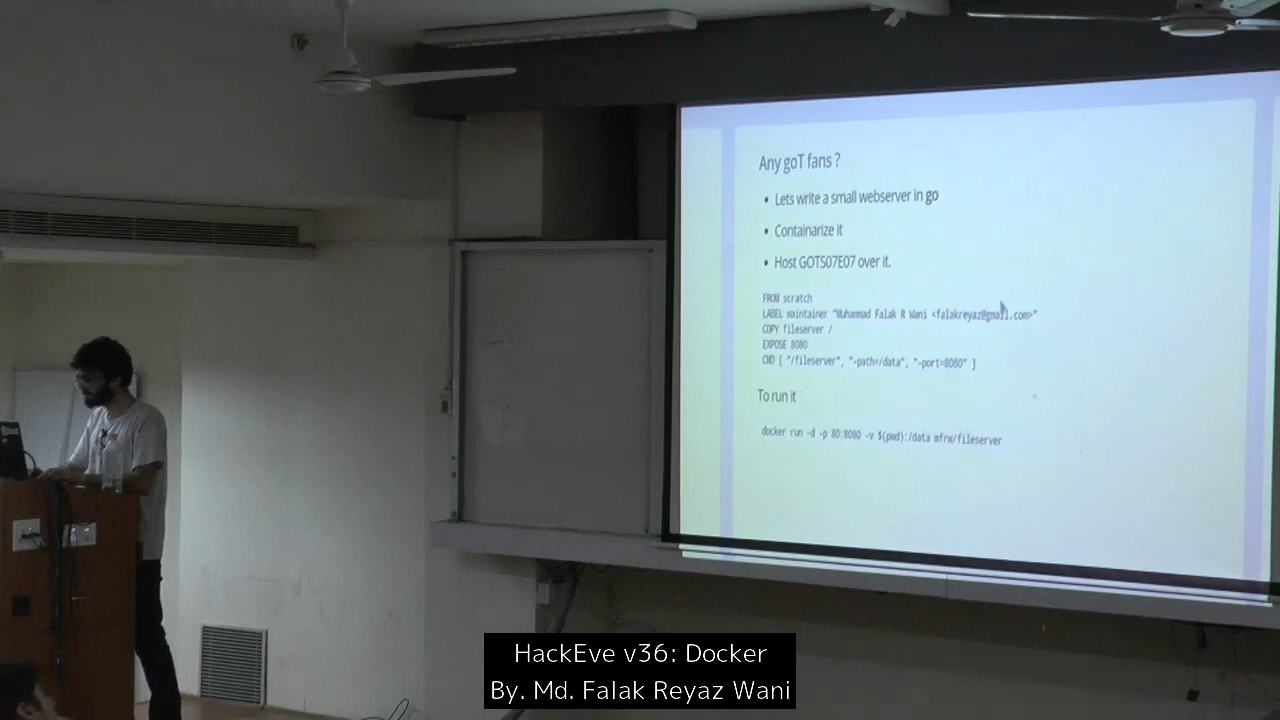 Any goT fans ?
• Lets write a small webserver in go
• Containarize it
• Host GOTS07E07 over it.
FROM scratch
LABEL maintainer "Muhammad Falak R Wani <falakreyaz@gmail.com>"
COPY fileserver /
EXPOSE 8080
CMD [ "/fileserver", "-path=/data", "-port=8080" ]
To run it
docker run -d -p 80:8080 -v $(pwd):/data mfrw/fileserver
HackEve v36: Docker
By. Md. Falak Reyaz Wani